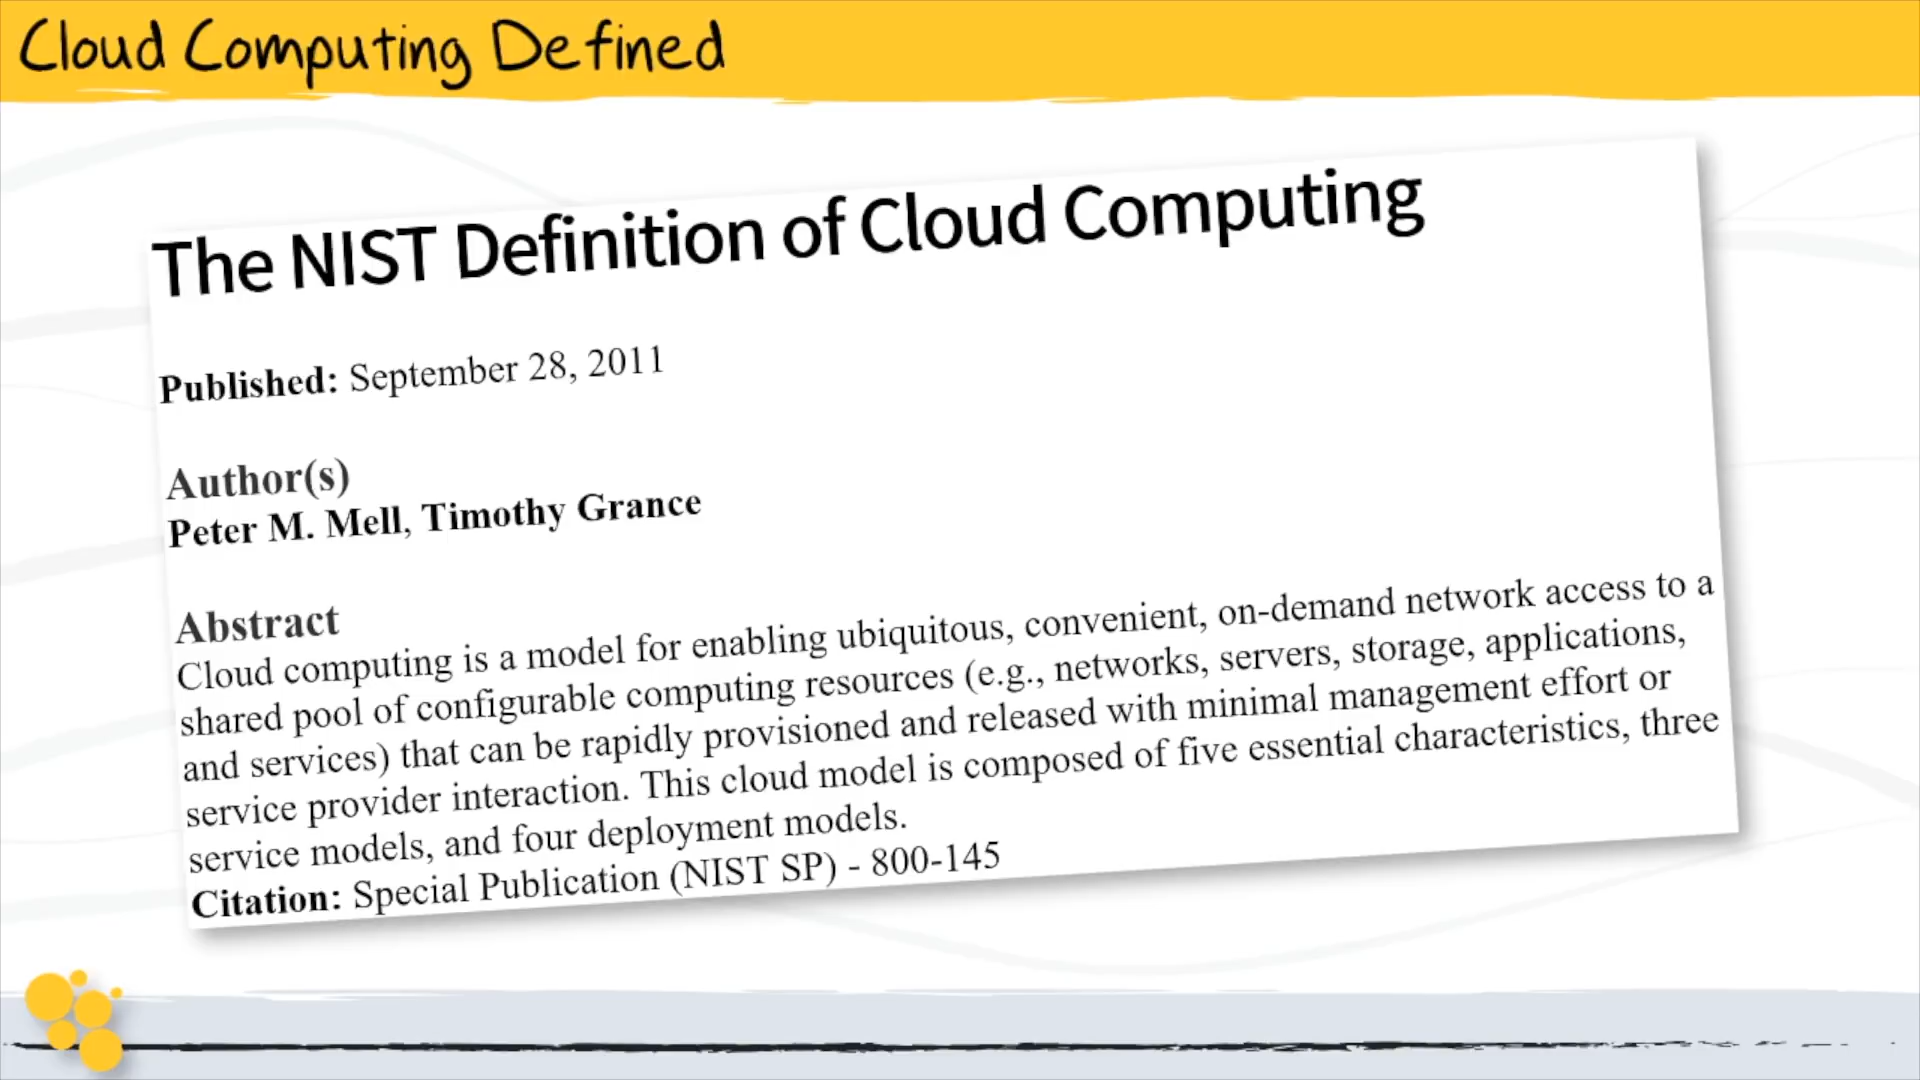 Cloud Computing Defined
The NIST Definition of Cloud Computing
Published: September 28, 2011
Author(s)
Peter M. Mell, Timothy Grance
Abstract
Cloud computing is a model for enabling ubiquitous, convenient, on-demand network access to a
shared pool of configurable computing resources (e.g., networks, servers, storage, applications,
and services) that can be rapidly provisioned and released with minimal management effort or
service provider interaction. This cloud model is composed of five essential characteristics, three
service models, and four deployment models.
Citation: Special Publication (NIST SP) - 800-145